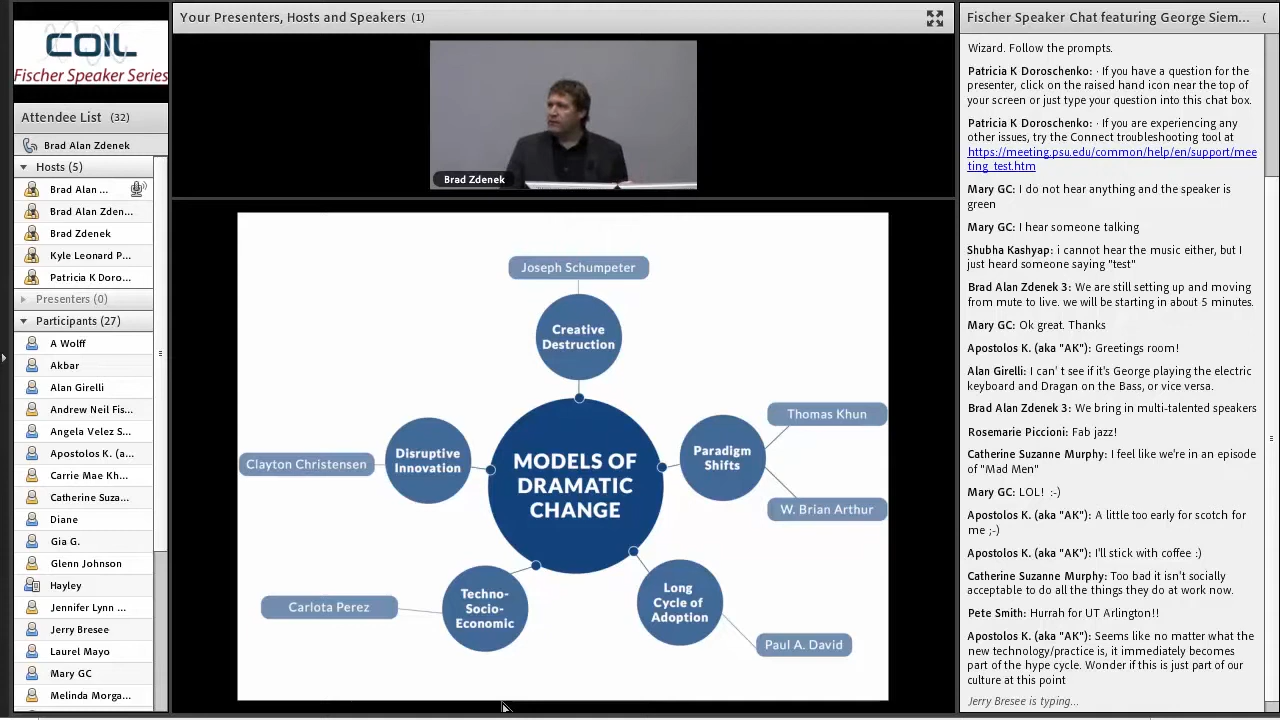 COIL
Fischer Speaker Series
Attendee List (32)
Brad Alan Zdenek
Hosts (5)
Brad Alan ...
Brad Alan Zden...
Brad Zdenek
Kyle Leonard P...
Patricia K Doro...
Presenters (0)
Participants (27)
A Wolff
Akbar
Alan Girelli
Andrew Neil Fis...
Angela Velez S...
Apostolos K. (a...
Carrie Mae Kh...
Catherine Suza...
Diane
Gia G.
Glenn Johnson
Hayley
Jennifer Lynn ...
Jerry Bresee
Laurel Mayo
Mary GC
Melinda Morga...
Your Presenters, Hosts and Speakers (1)
Brad Zdenek
Joseph Schumpeter
Creative
Destruction
Thomas Khun
Paradigm
Shifts
W. Brian Arthur
Clayton Christensen
Disruptive
Innovation
MODELS OF
DRAMATIC
CHANGE
Carlota Perez
Techno-
Socio-
Economic
Long
Cycle of
Adoption
Paul A. David
Fischer Speaker Chat featuring George Siem... (
Wizard. Follow the prompts.
Patricia K Doroschenko: · If you have a question for the
presenter, click on the raised hand icon near the top of
your screen or just type your question into this chat box.
Patricia K Doroschenko: · If you are experiencing any
other issues, try the Connect troubleshooting tool at
https://meeting.psu.edu/common/help/en/support/mee
ting_test.htm
Mary GC: I do not hear anything and the speaker is
green
Mary GC: I hear someone talking
Shubha Kashyap: i cannot hear the music either, but I
just heard someone saying "test"
Brad Alan Zdenek 3: We are still setting up and moving
from mute to live. we will be starting in about 5 minutes.
Mary GC: Ok great. Thanks
Apostolos K. (aka "AK"): Greetings room!
Alan Girelli: I can' t see if it's George playing the electric
keyboard and Dragan on the Bass, or vice versa.
Brad Alan Zdenek 3: We bring in multi-talented speakers
Rosemarie Piccioni: Fab jazz!
Catherine Suzanne Murphy: I feel like we're in an episode
of "Mad Men"
Mary GC: LOL! :-)
Apostolos K. (aka "AK"): A little too early for scotch for
me ;-)
Apostolos K. (aka "AK"): I'll stick with coffee :)
Catherine Suzanne Murphy: Too bad it isn't socially
acceptable to do all the things they do at work now.
Pete Smith: Hurrah for UT Arlington!!
Apostolos K. (aka "AK"): Seems like no matter what the
new technology/practice is, it immediately becomes
part of the hype cycle. Wonder if this is just part of our
culture at this point
Jerry Bresee is typing...